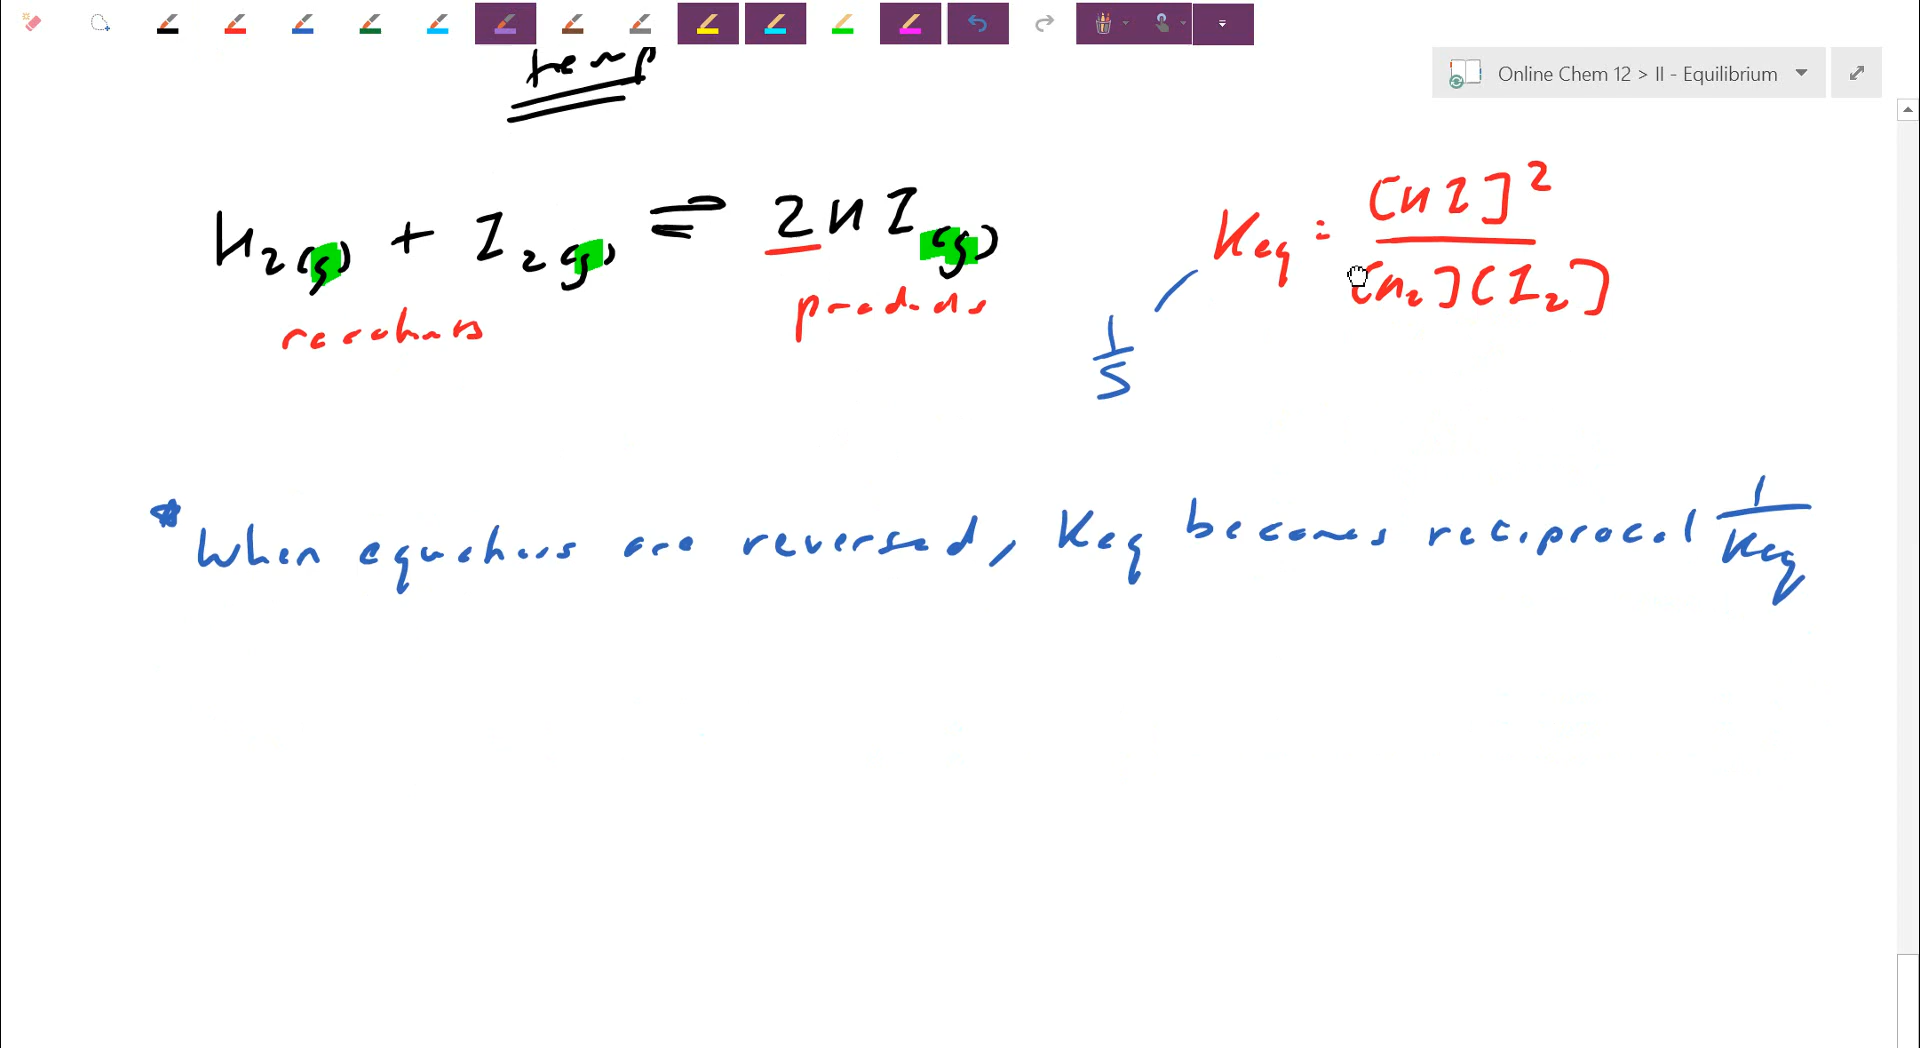 temp
Online Chem 12 > II - Equilibrium
H₂(g) + I₂(g) ⇌ 2HI(g)
Keq = [HI]² / [H₂][I₂]
reactants
products
1/5
* When equations are reversed, Keq becomes reciprocal 1/Keq